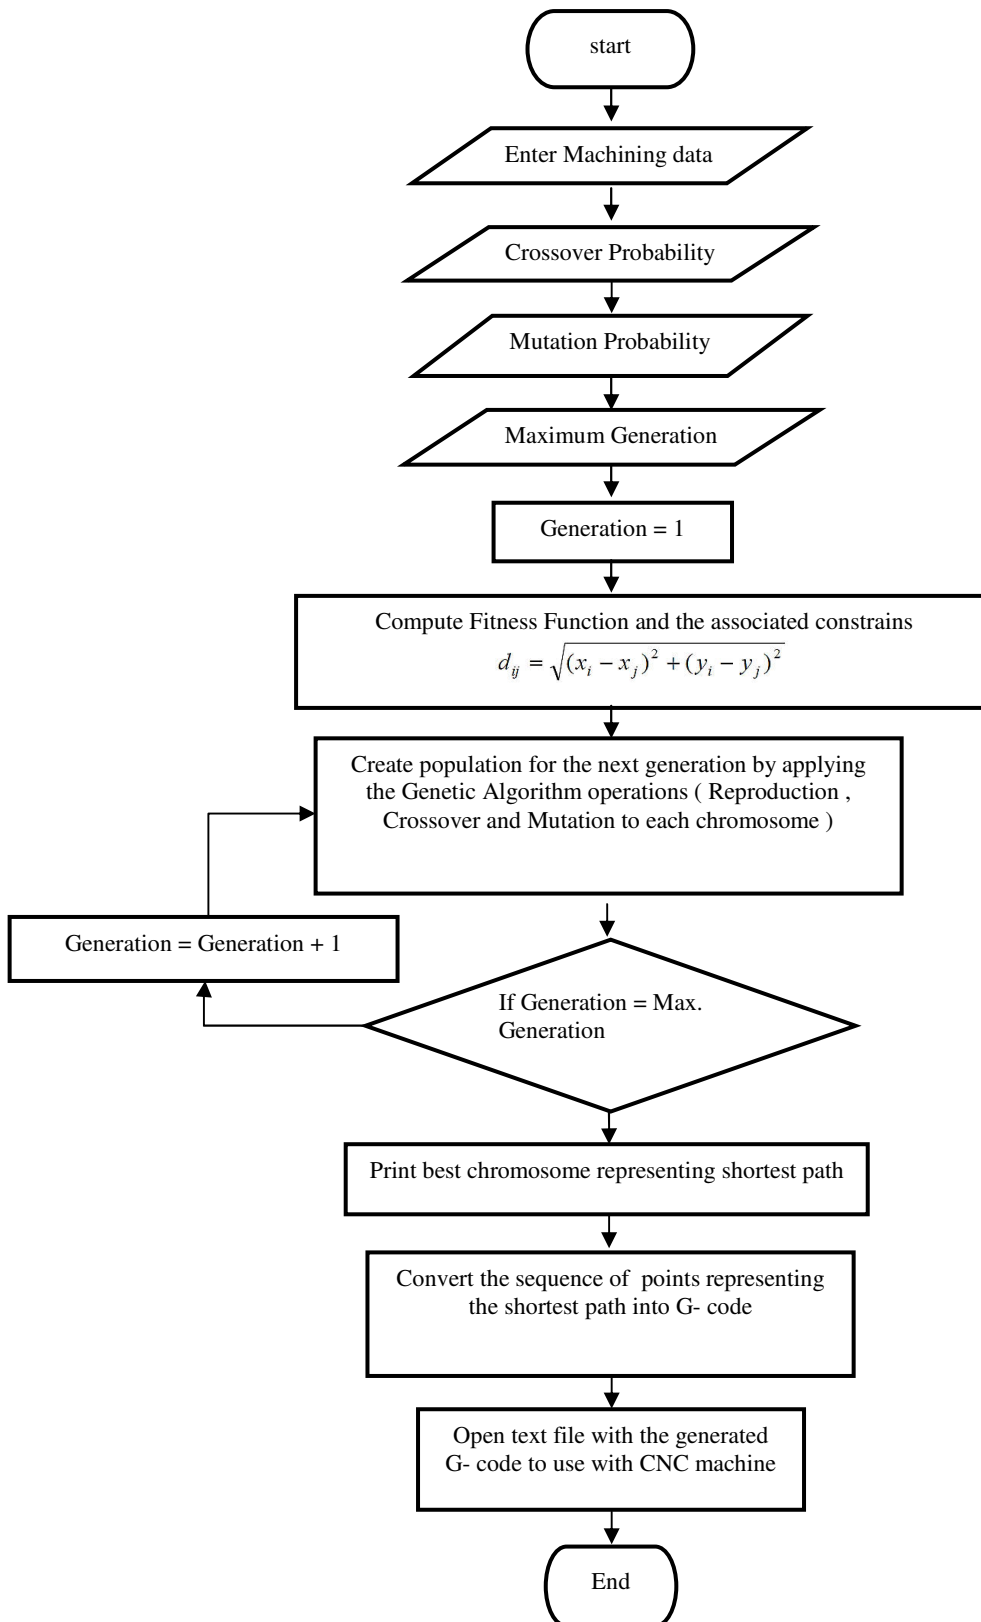 start
Enter Machining data
Crossover Probability
Mutation Probability
Maximum Generation
Generation = 1
Compute Fitness Function and the associated constrains
d_{ij} = \sqrt{(x_i − x_j)^2 + (y_i − y_j)^2}
Create population for the next generation by applying
the Genetic Algorithm operations ( Reproduction ,
Crossover and Mutation to each chromosome )
Generation = Generation + 1
If Generation = Max.
Generation
Print best chromosome representing shortest path
Convert the sequence of  points representing
the shortest path into G- code
Open text file with the generated
G- code to use with CNC machine
End